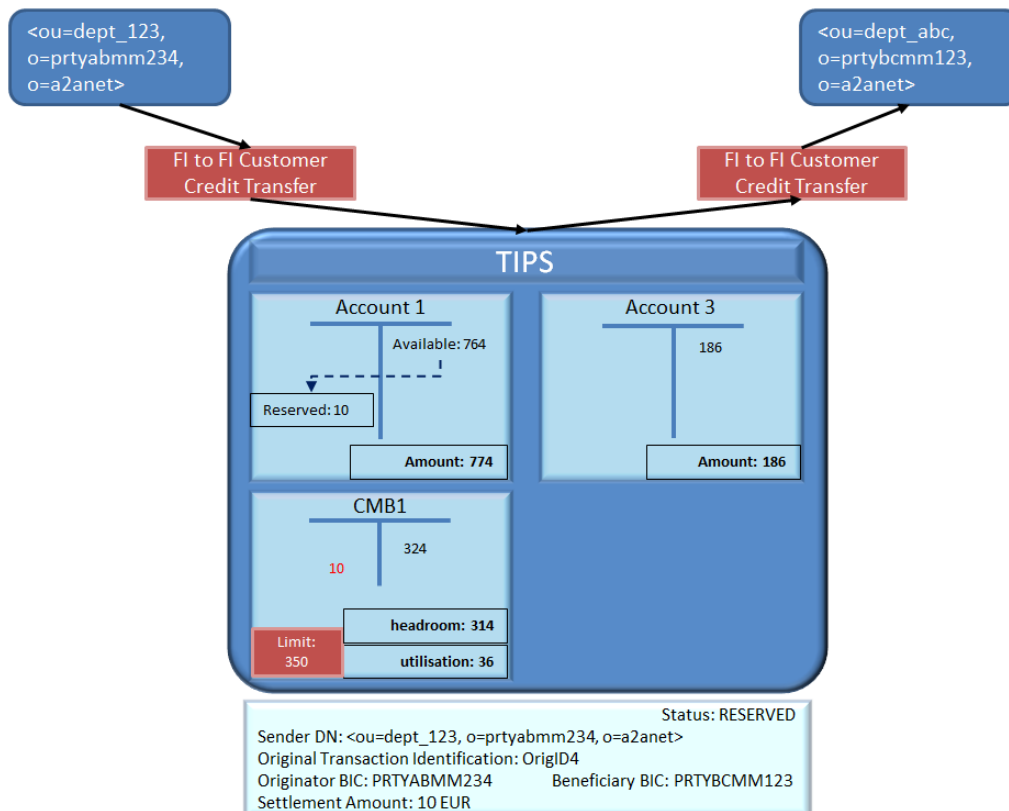 <ou=dept_123,
o=prtyabmm234,
o=a2anet>
<ou=dept_abc,
o=prtybcmm123,
o=a2anet>
FI to FI Customer
Credit Transfer
FI to FI Customer
Credit Transfer
TIPS
Account 1
Available: 764
Reserved: 10
Amount: 774
Account 3
186
Amount: 186
CMB1
324
10
headroom: 314
Limit:
350
utilisation: 36
Status: RESERVED
Sender DN: <ou=dept_123, o=prtyabmm234, o=a2anet>
Original Transaction Identification: OrigID4
Originator BIC: PRTYABMM234 Beneficiary BIC: PRTYBCMM123
Settlement Amount: 10 EUR